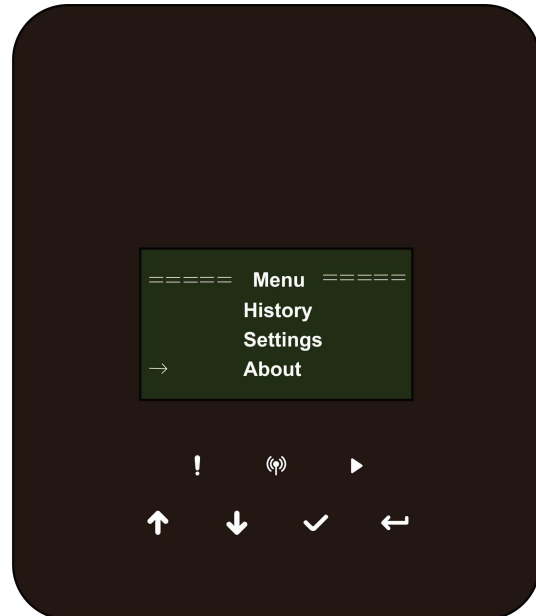 ===== Menu =====
History
Settings
→ About
!